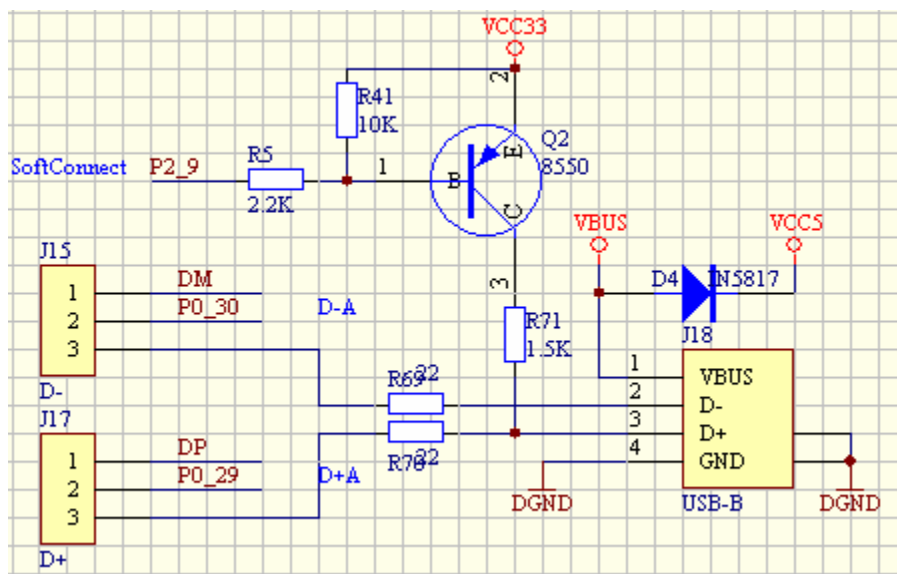 VCC33
2
R41
10K
Q2
8550
E
SoftConnect P2_9
R5
2.2K
1
B
C
3
VBUS
VCC5
D4 IN5817
J15
1 DM
2 P0_30
3
D-A
D-
R71
1.5K
J18
R69 22
1 VBUS
2 D-
3 D+
4 GND
J17
1 DP
2 P0_29
3
D+A
R70 22
DGND
USB-B
DGND
D+